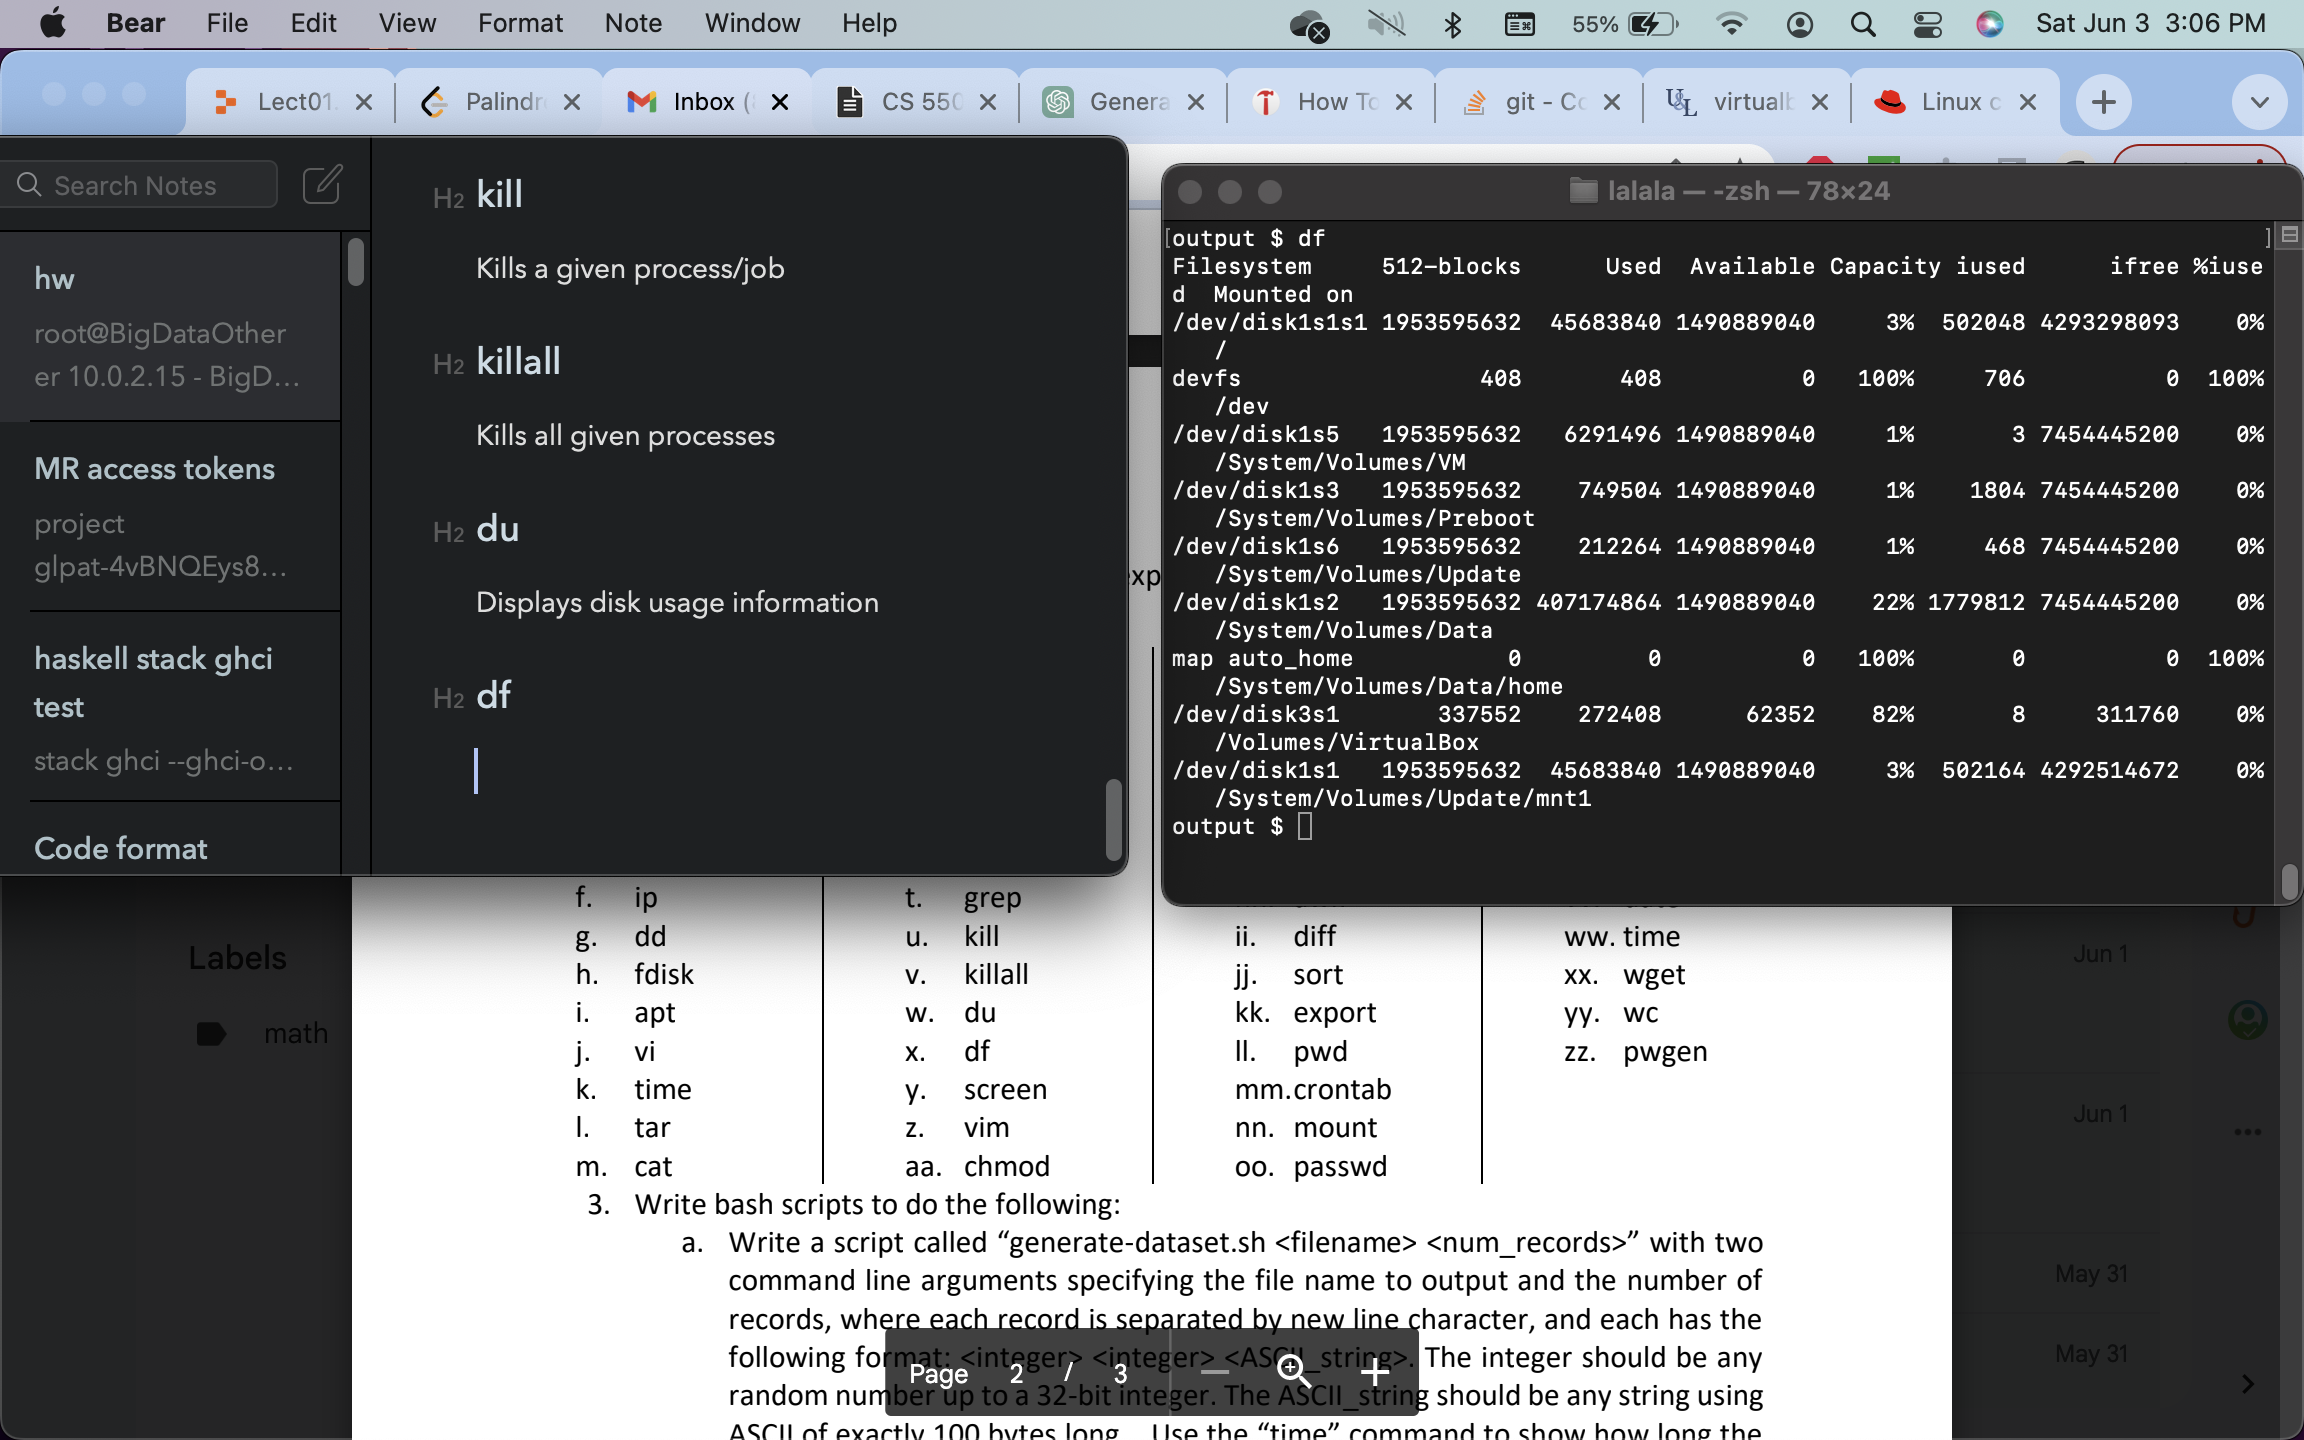 Bear File Edit View Format Note Window Help 55% Sat Jun 3 3:06 PM
Lect01. Palindr Inbox ( CS 550 Genera How To git - Co virtualb Linux c
Search Notes
hw
root@BigDataOther
er 10.0.2.15 - BigD...
MR access tokens
project
glpat-4vBNQEys8...
haskell stack ghci
test
stack ghci --ghci-o...
Code format
H2 kill
Kills a given process/job
H2 killall
Kills all given processes
H2 du
Displays disk usage information
H2 df
exp
lalala — -zsh — 78×24
output $ df
Filesystem 512-blocks Used Available Capacity iused ifree %iuse
d Mounted on
/dev/disk1s1s1 1953595632 45683840 1490889040 3% 502048 4293298093 0%
/
devfs 408 408 0 100% 706 0 100%
/dev
/dev/disk1s5 1953595632 6291496 1490889040 1% 3 7454445200 0%
/System/Volumes/VM
/dev/disk1s3 1953595632 749504 1490889040 1% 1804 7454445200 0%
/System/Volumes/Preboot
/dev/disk1s6 1953595632 212264 1490889040 1% 468 7454445200 0%
/System/Volumes/Update
/dev/disk1s2 1953595632 407174864 1490889040 22% 1779812 7454445200 0%
/System/Volumes/Data
map auto_home 0 0 0 100% 0 0 100%
/System/Volumes/Data/home
/dev/disk3s1 337552 272408 62352 82% 8 311760 0%
/Volumes/VirtualBox
/dev/disk1s1 1953595632 45683840 1490889040 3% 502164 4292514672 0%
/System/Volumes/Update/mnt1
output $
Labels
math
f. ip
g. dd
h. fdisk
i. apt
j. vi
k. time
l. tar
m. cat
t. grep
u. kill
v. killall
w. du
x. df
y. screen
z. vim
aa. chmod
ii. diff
jj. sort
kk. export
ll. pwd
mm. crontab
nn. mount
oo. passwd
ww. time
xx. wget
yy. wc
zz. pwgen
3. Write bash scripts to do the following:
a. Write a script called “generate-dataset.sh <filename> <num_records>” with two
command line arguments specifying the file name to output and the number of
records, where each record is separated by new line character, and each has the
following format: <integer> <integer> <ASCII_string>. The integer should be any
random number up to a 32-bit integer. The ASCII_string should be any string using
ASCII of exactly 100 bytes long. Use the “time” command to show how long the
Page 2 / 3
Jun 1
Jun 1
May 31
May 31